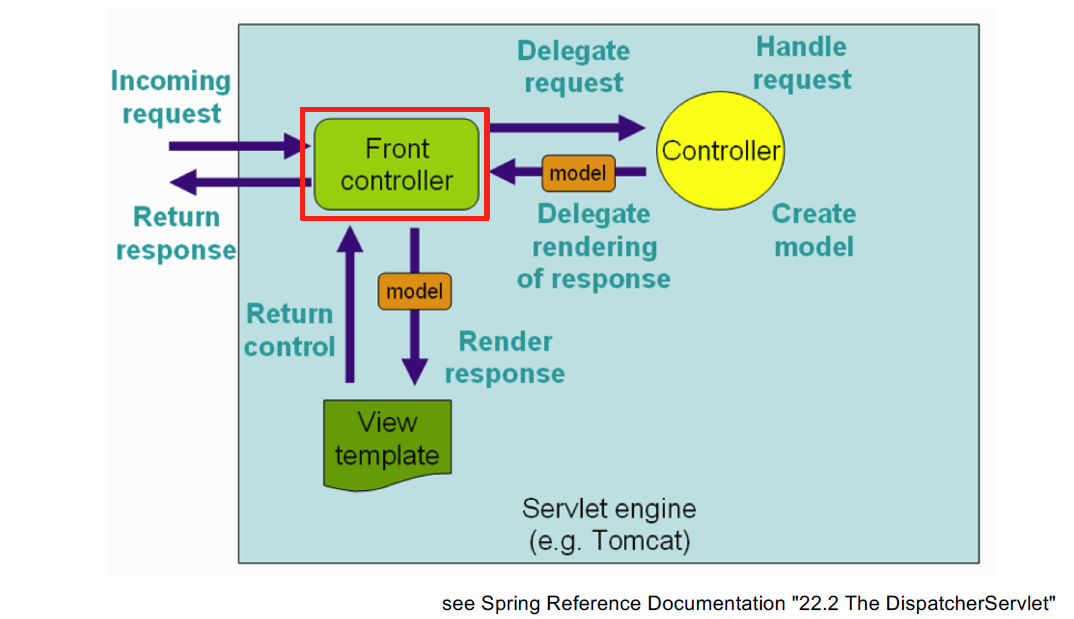 Incoming
request
Return
response
Front
controller
Delegate
request
Handle
request
Controller
model
Delegate
rendering
of response
Create
model
model
Return
control
Render
response
View
template
Servlet engine
(e.g. Tomcat)
see Spring Reference Documentation "22.2 The DispatcherServlet"